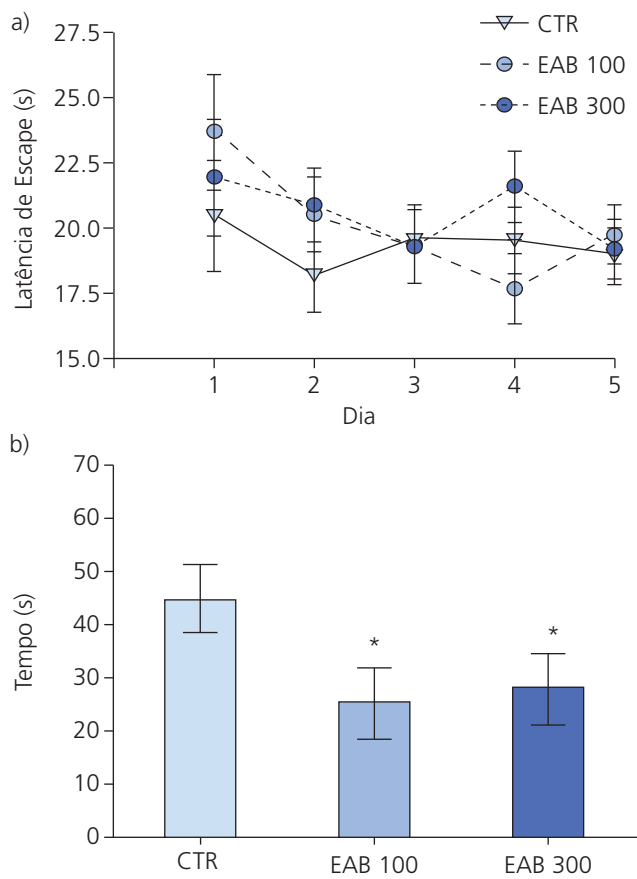 a)
CTR
EAB 100
EAB 300
Latência de Escape (s)
27.5
25.0
22.5
20.0
17.5
15.0
1 2 3 4 5
Dia
b)
Tempo (s)
70
60
50
40
30
20
10
0
* *
CTR EAB 100 EAB 300